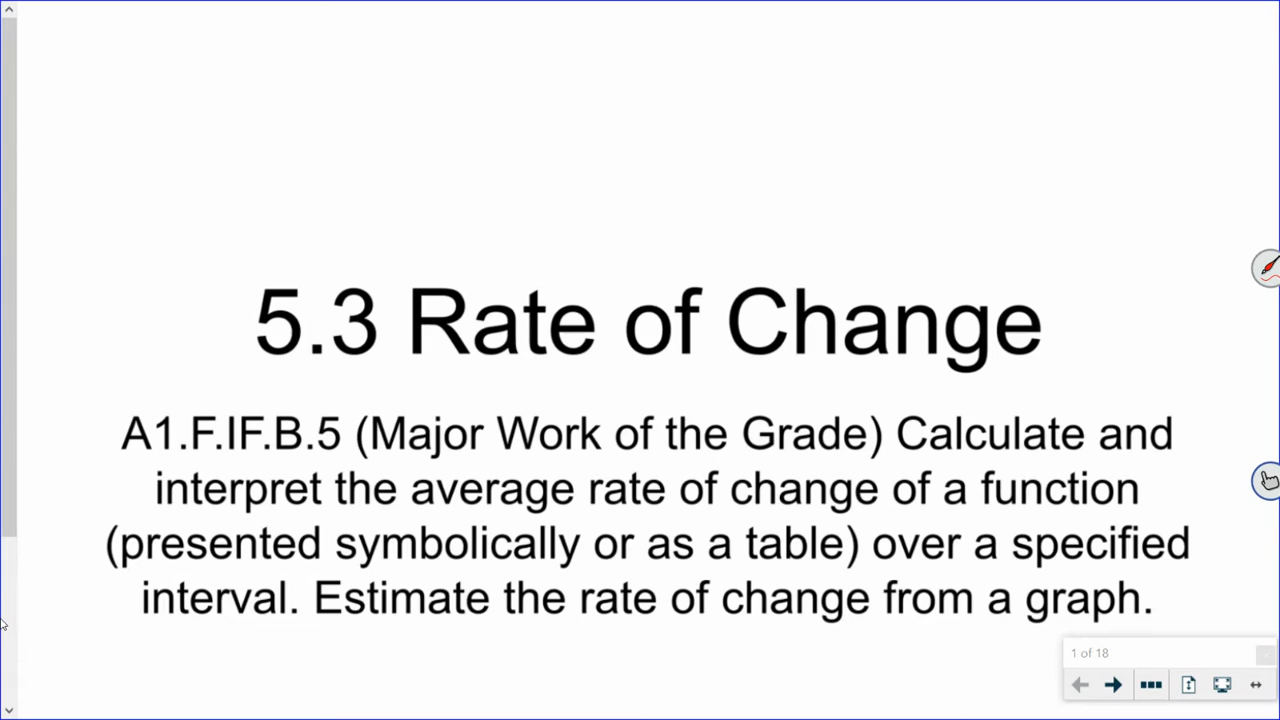 5.3 Rate of Change
A1.F.IF.B.5 (Major Work of the Grade) Calculate and
interpret the average rate of change of a function
(presented symbolically or as a table) over a specified
interval. Estimate the rate of change from a graph.
1 of 18